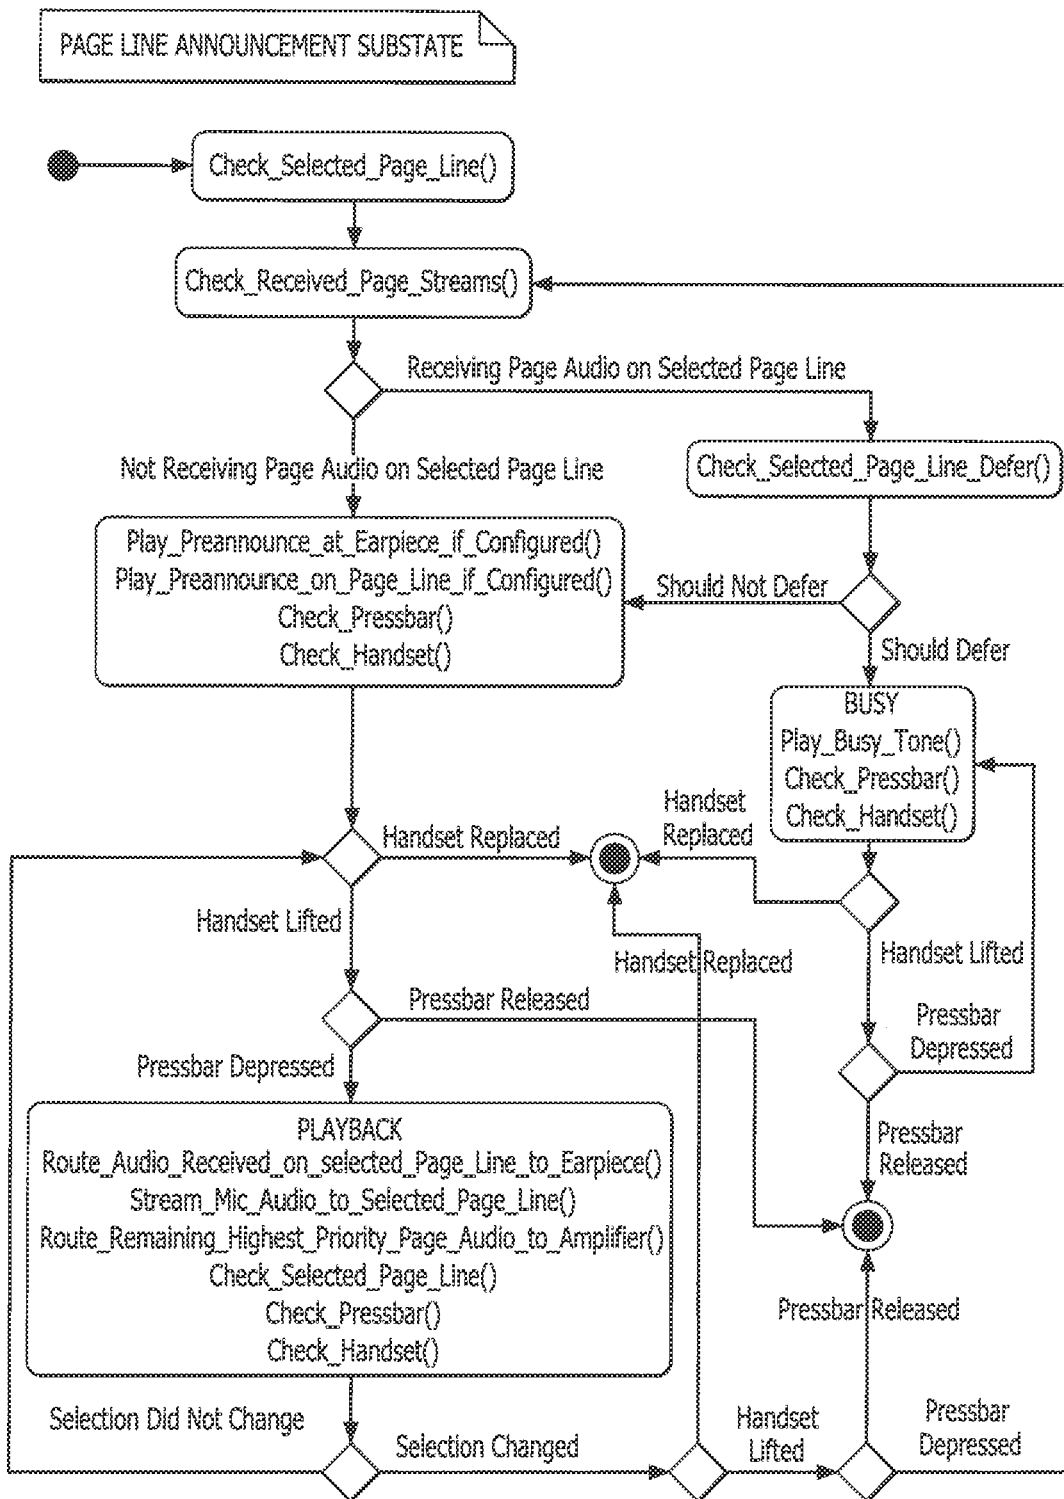 PAGE LINE ANNOUNCEMENT SUBSTATE
Check_Selected_Page_Line()
Check_Received_Page_Streams()
Receiving Page Audio on Selected Page Line
Not Receiving Page Audio on Selected Page Line
Check_Selected_Page_Line_Defer()
Play_Preannounce_at_Earpiece_if_Configured()
Play_Preannounce_on_Page_Line_if_Configured()
Check_Pressbar()
Check_Handset()
Should Not Defer
Should Defer
BUSY
Play_Busy_Tone()
Check_Pressbar()
Check_Handset()
Handset Replaced
Handset
Replaced
Handset Lifted
Handset Replaced
Handset Lifted
Pressbar Released
Pressbar
Depressed
Pressbar Depressed
Pressbar
Released
PLAYBACK
Route_Audio_Received_on_selected_Page_Line_to_Earpiece()
Stream_Mic_Audio_to_Selected_Page_Line()
Route_Remaining_Highest_Priority_Page_Audio_to_Amplifier()
Check_Selected_Page_Line()
Check_Pressbar()
Check_Handset()
Pressbar Released
Selection Did Not Change
Selection Changed
Handset
Lifted
Pressbar
Depressed